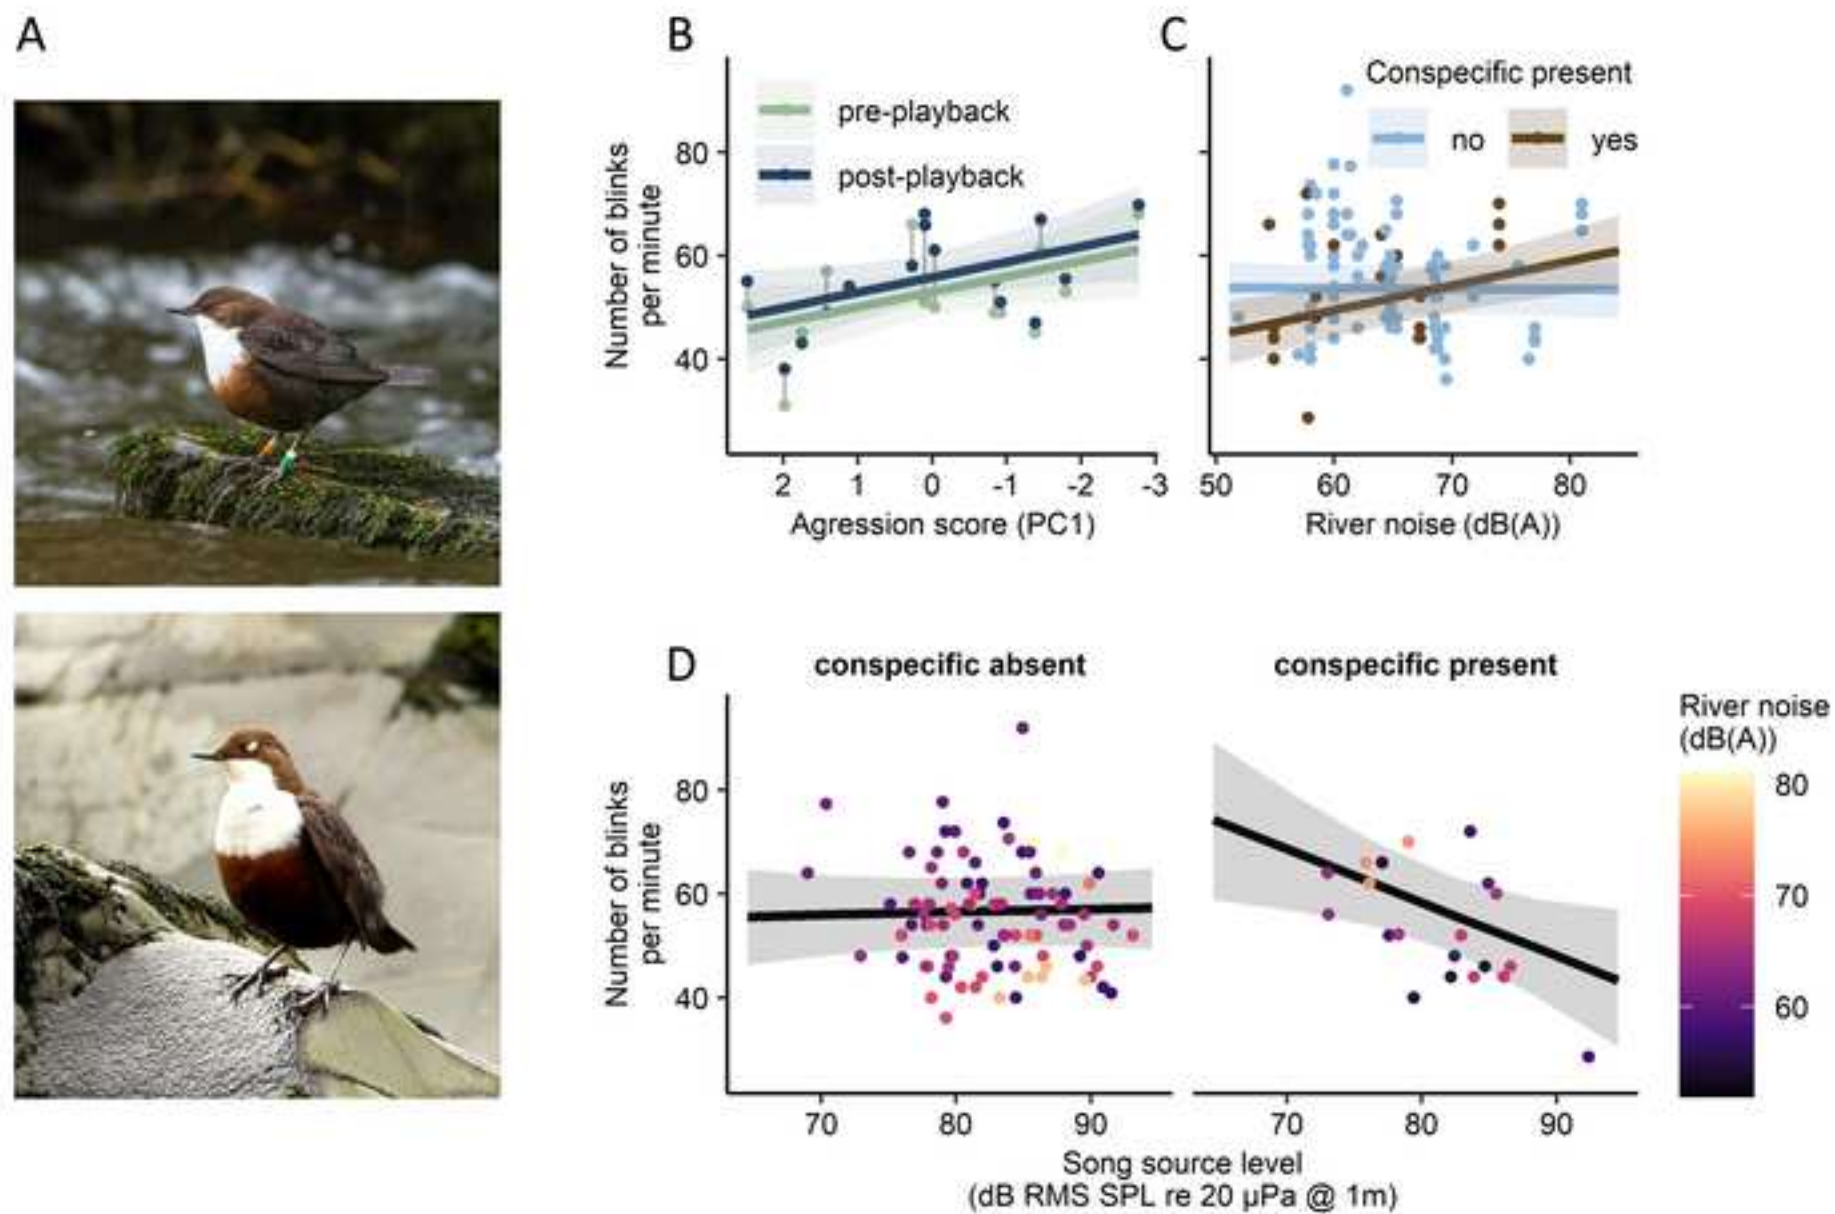 A
B
80
60
40
Number of blinks
per minute
pre-playback
post-playback
2 1 0 -1 -2 -3
Agression score (PC1)
C
Conspecific present
no yes
50 60 70 80
River noise (dB(A))
D
conspecific absent
conspecific present
80
60
40
Number of blinks
per minute
70 80 90
70 80 90
Song source level
(dB RMS SPL re 20 µPa @ 1m)
River noise
(dB(A))
80
70
60